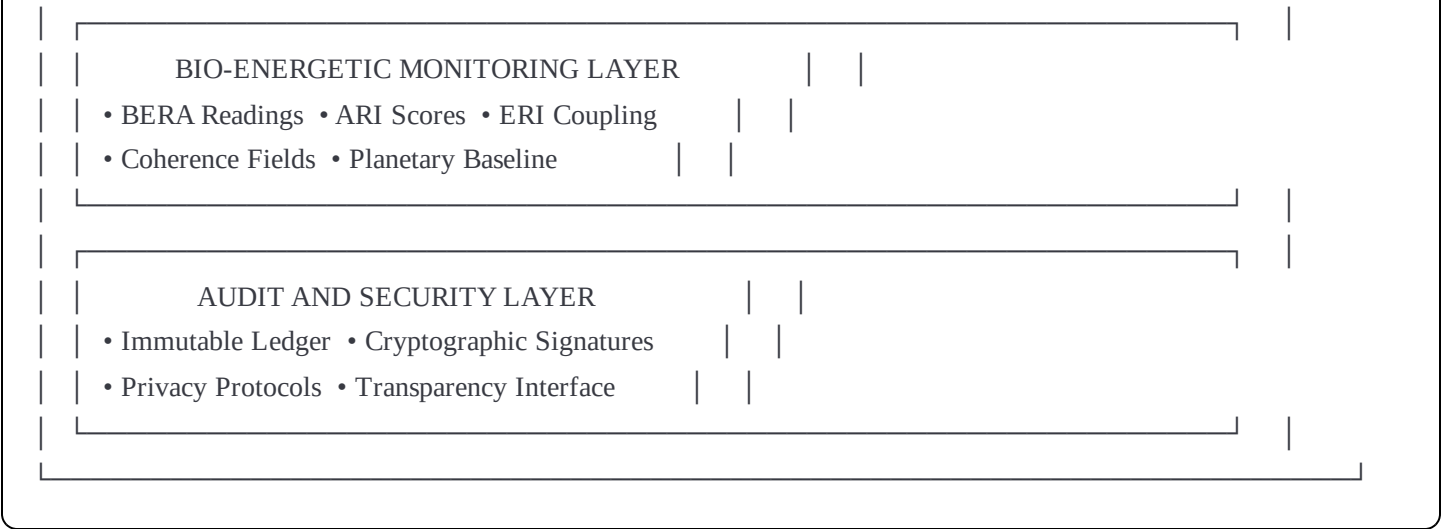 BIO-ENERGETIC MONITORING LAYER
• BERA Readings • ARI Scores • ERI Coupling
• Coherence Fields • Planetary Baseline
AUDIT AND SECURITY LAYER
• Immutable Ledger • Cryptographic Signatures
• Privacy Protocols • Transparency Interface